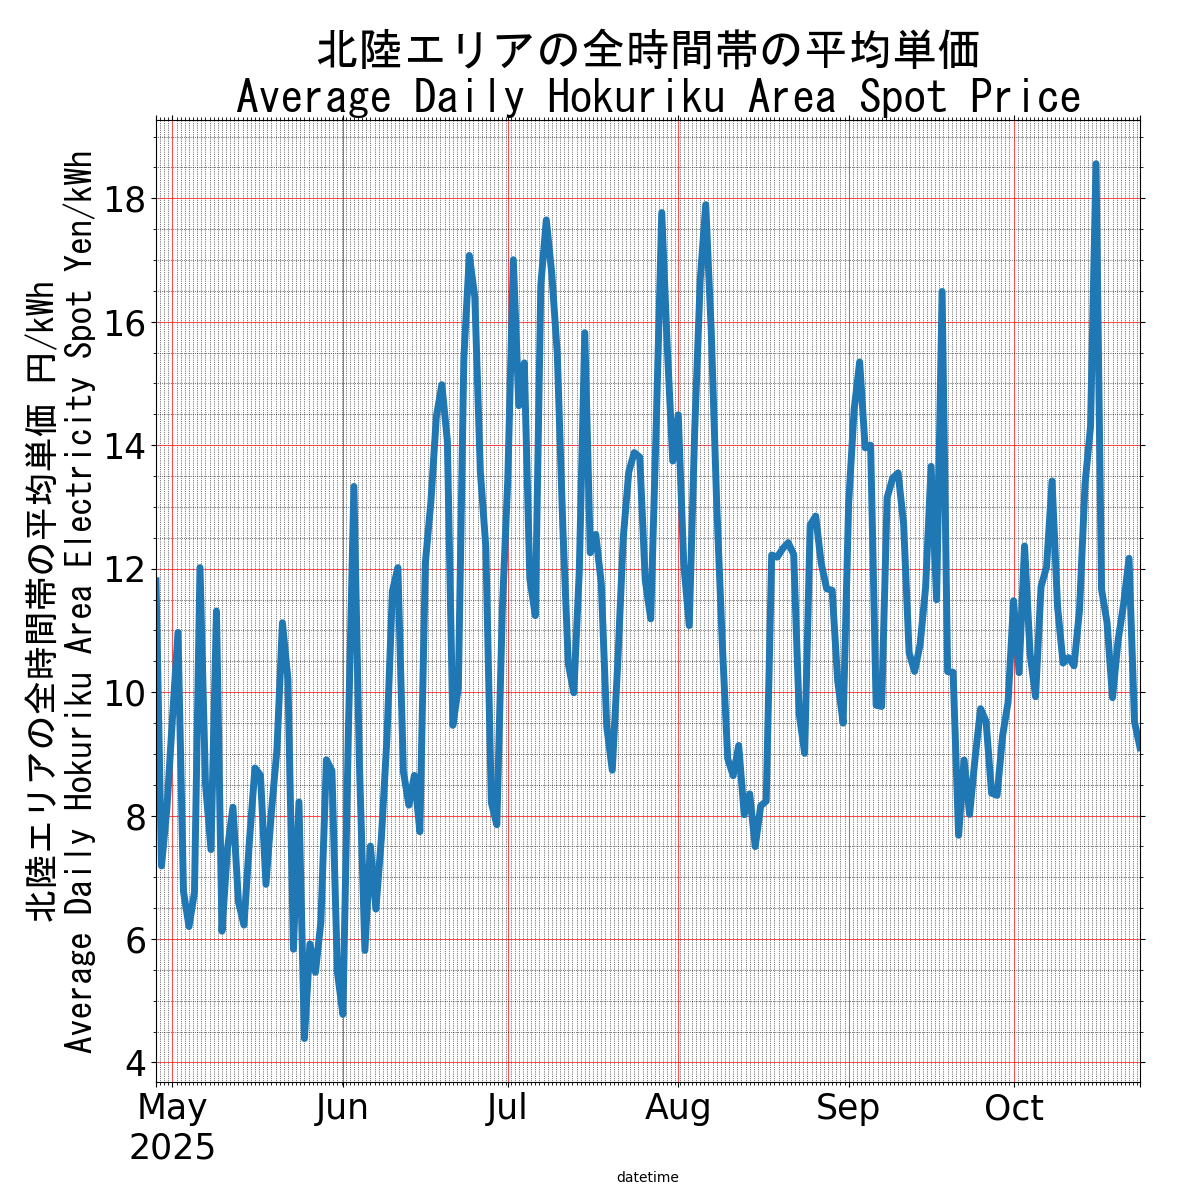 北陸エリアの全時間帯の平均単価
Average Daily Hokuriku Area Spot Price
北陸エリアの全時間帯の平均単価 円/kWh
Average Daily Hokuriku Area Electricity Spot Yen/kWh
18
16
14
12
10
8
6
4
May
2025
Jun
Jul
Aug
Sep
Oct
datetime